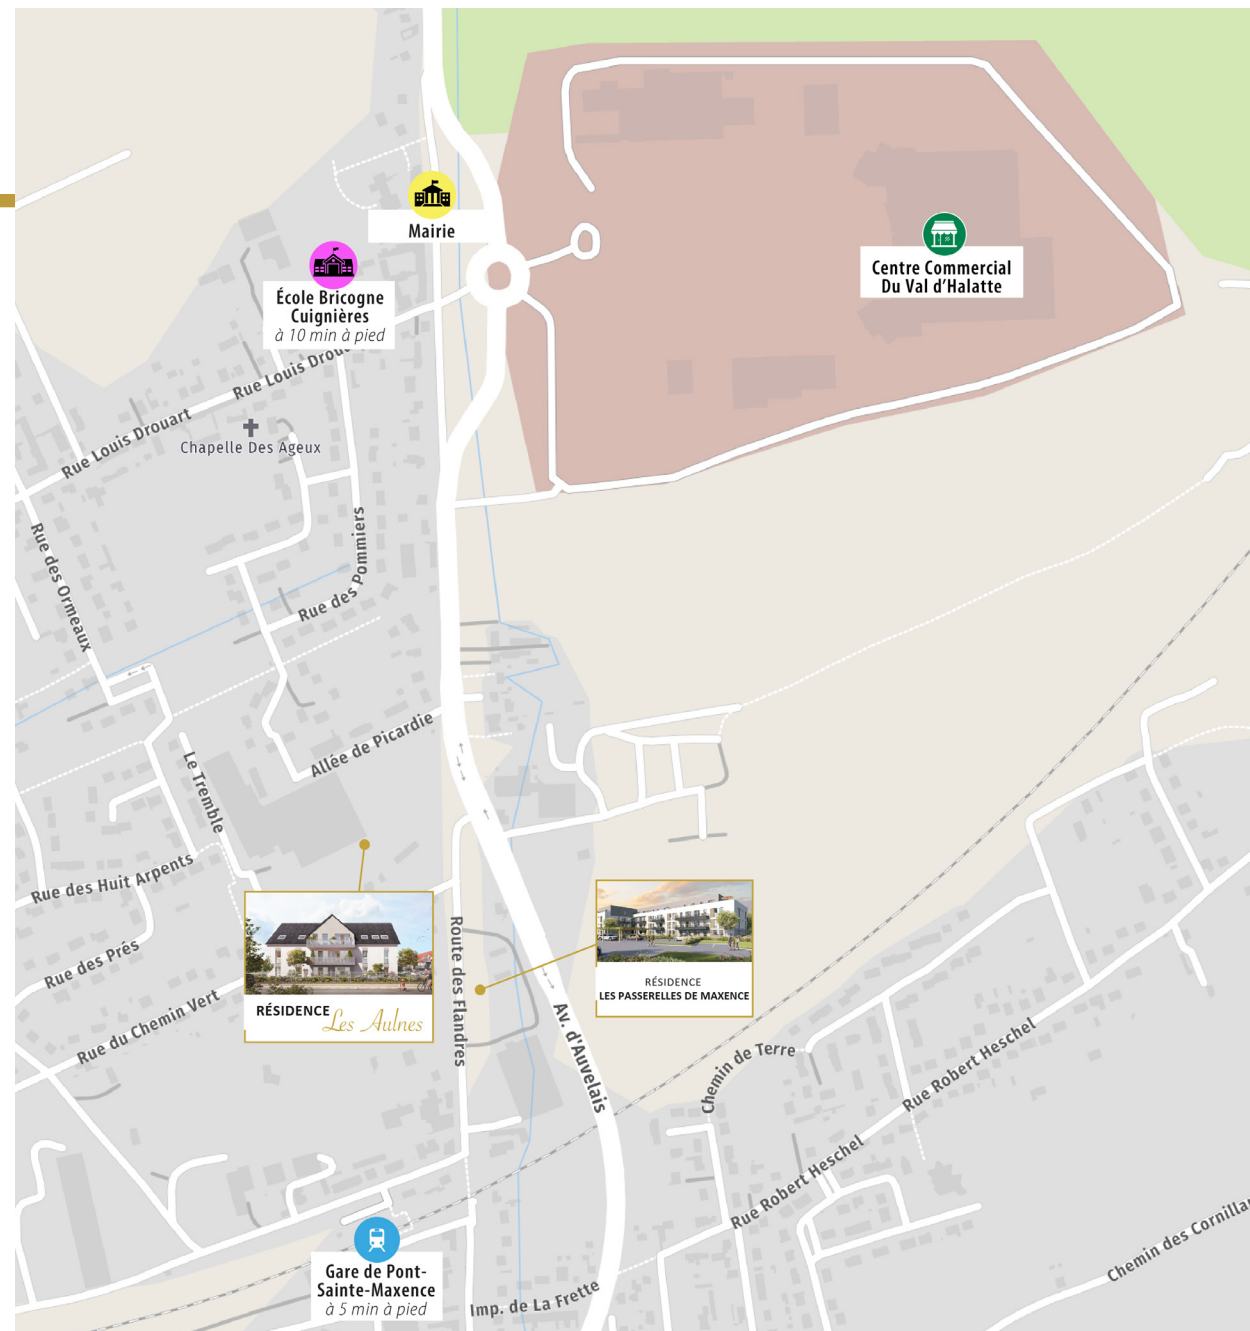 Mairie
École Bricogne
Cuignières
à 10 min à pied
Centre Commercial
Du Val d'Halatte
Rue Louis Drouart
Rue Louis Drou
Chapelle Des Ageux
Rue des Ormeaux
Rue des Pommiers
Allée de Picardie
Le Tremble
Rue des Huit Arpents
Rue des Prés
Rue du Chemin Vert
RÉSIDENCE
Les Aulnes
Route des Flandres
RÉSIDENCE
LES PASSERELLES DE MAXENCE
Av. d'Auvelais
Chemin de Terre
Rue Robert Heschel
Rue Robert Heschel
Chemin des Cornilla
Gare de Pont-
Sainte-Maxence
à 5 min à pied
Imp. de La Frette